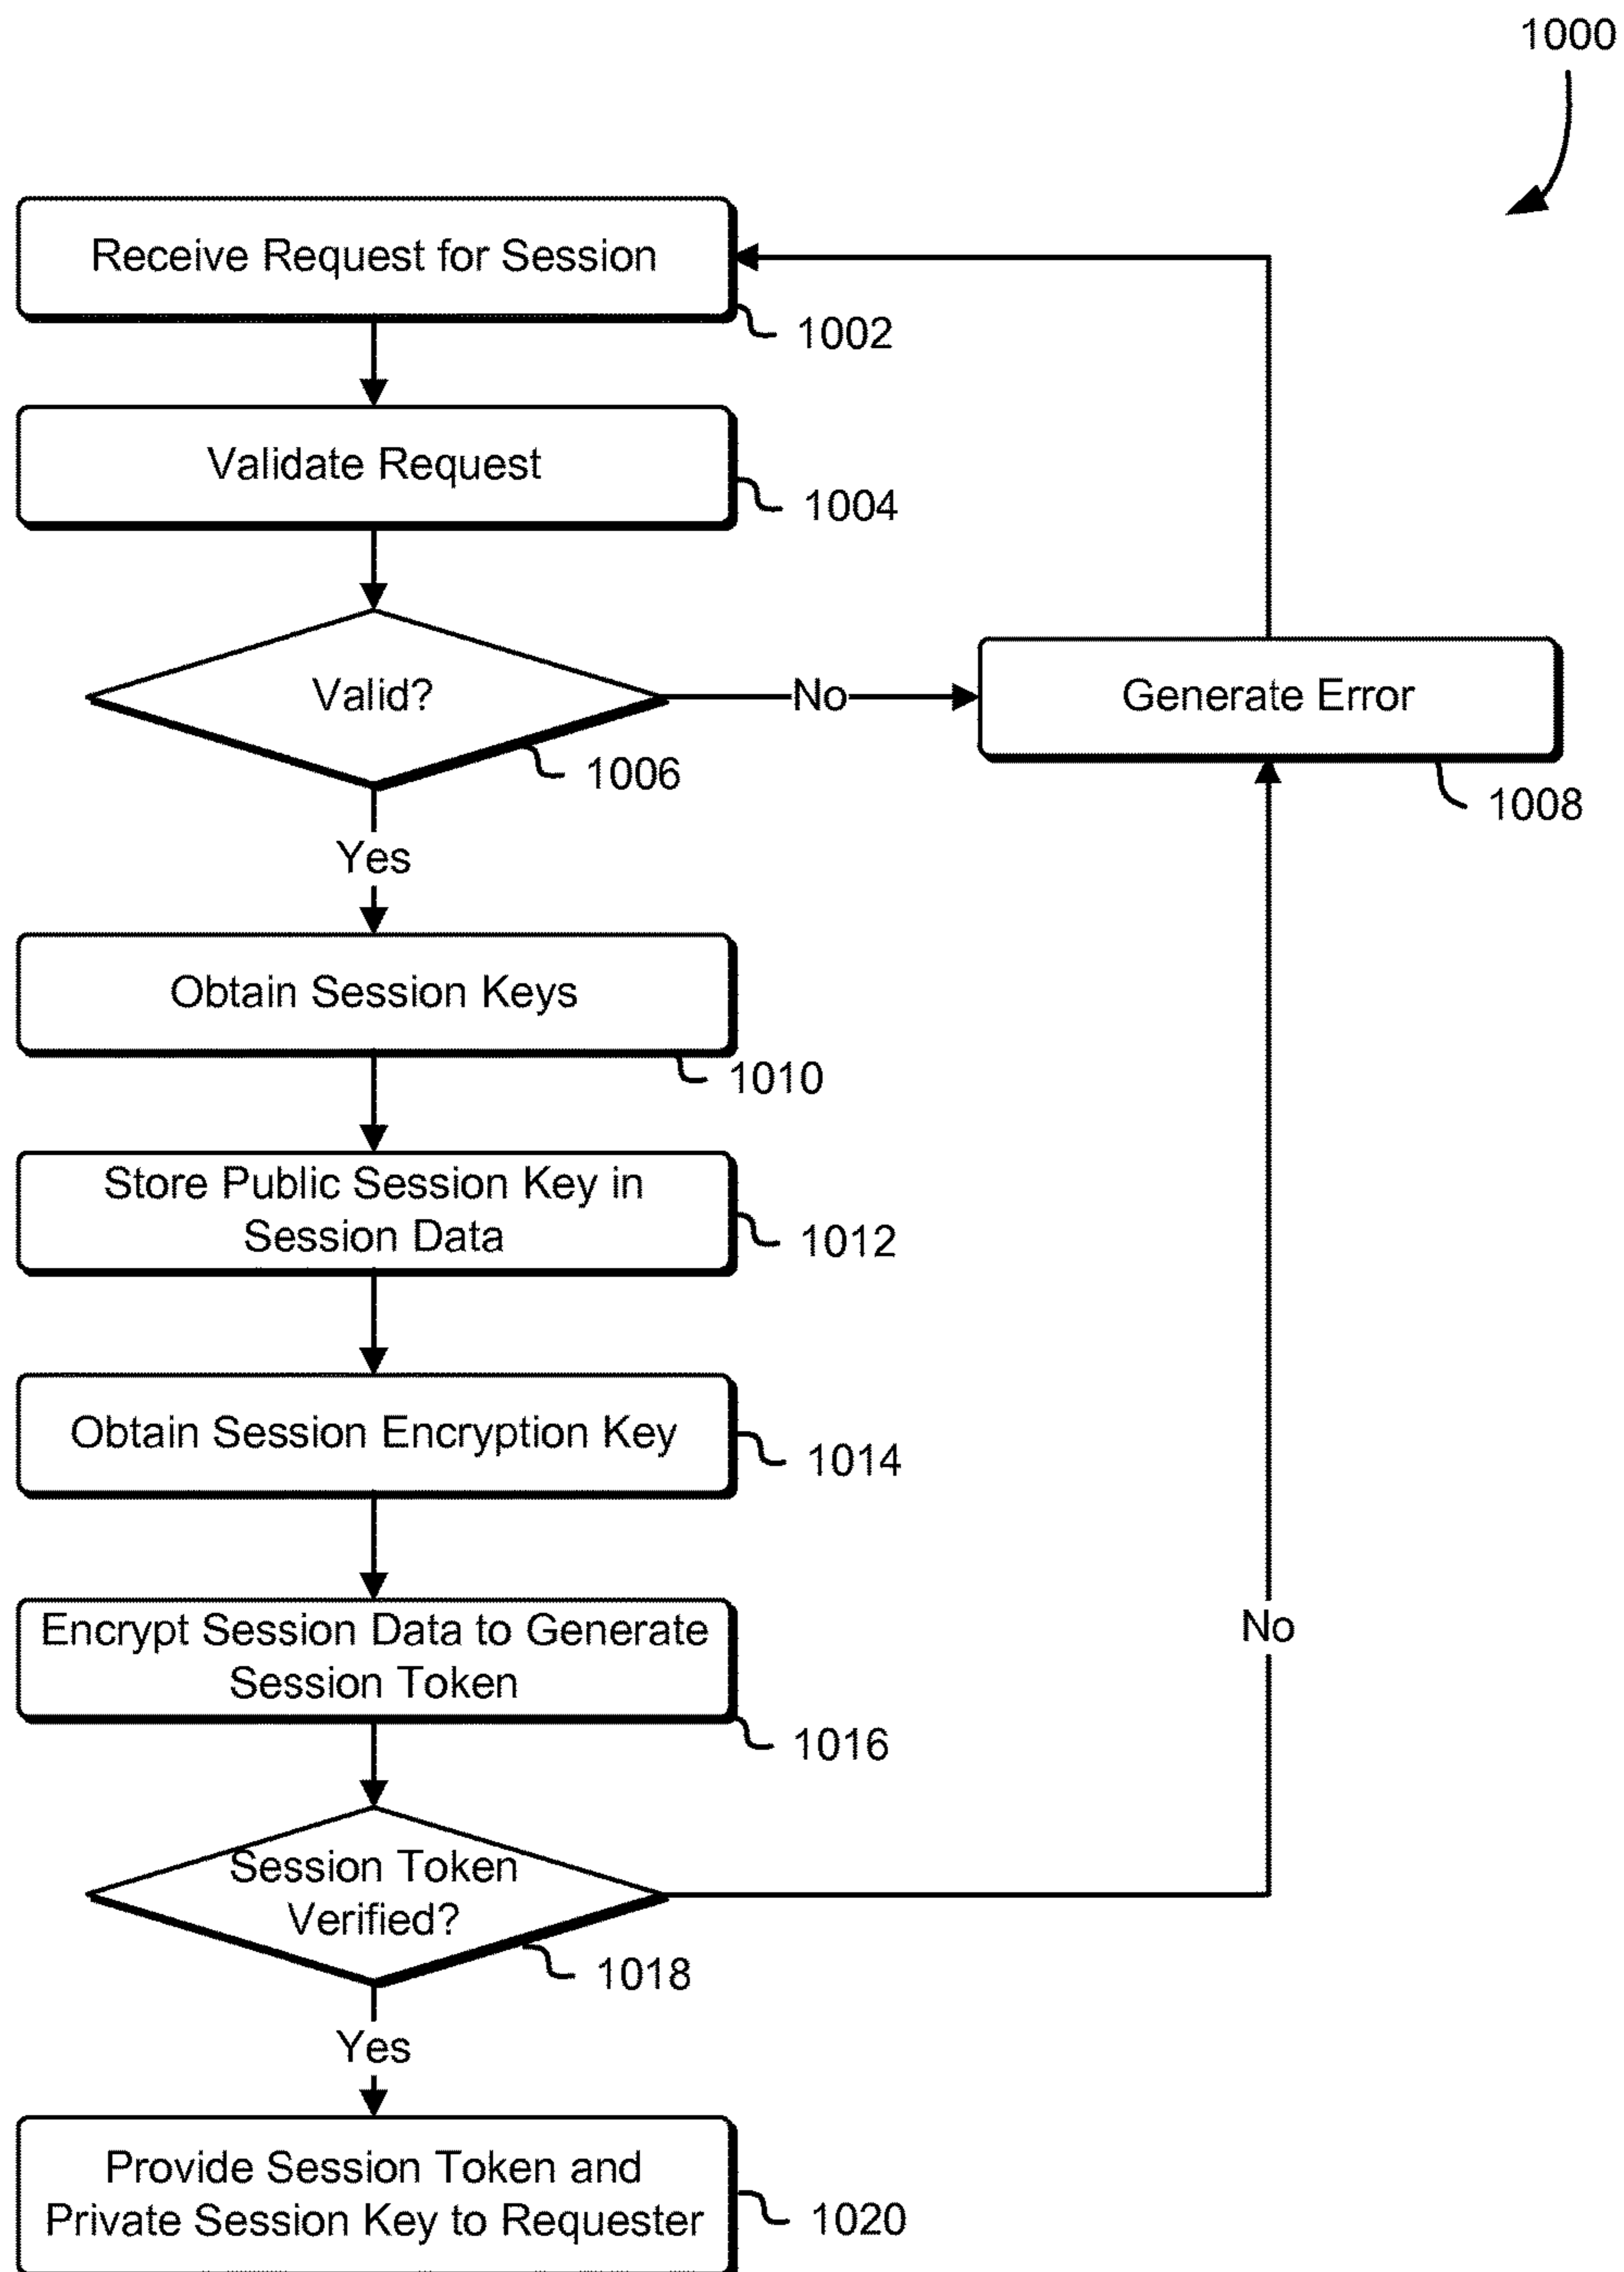 1000
Receive Request for Session
1002
Validate Request
1004
Valid?
No
Generate Error
1006
1008
Yes
Obtain Session Keys
1010
Store Public Session Key in
Session Data
1012
Obtain Session Encryption Key
1014
Encrypt Session Data to Generate
Session Token
No
1016
Session Token
Verified?
1018
Yes
Provide Session Token and
Private Session Key to Requester
1020